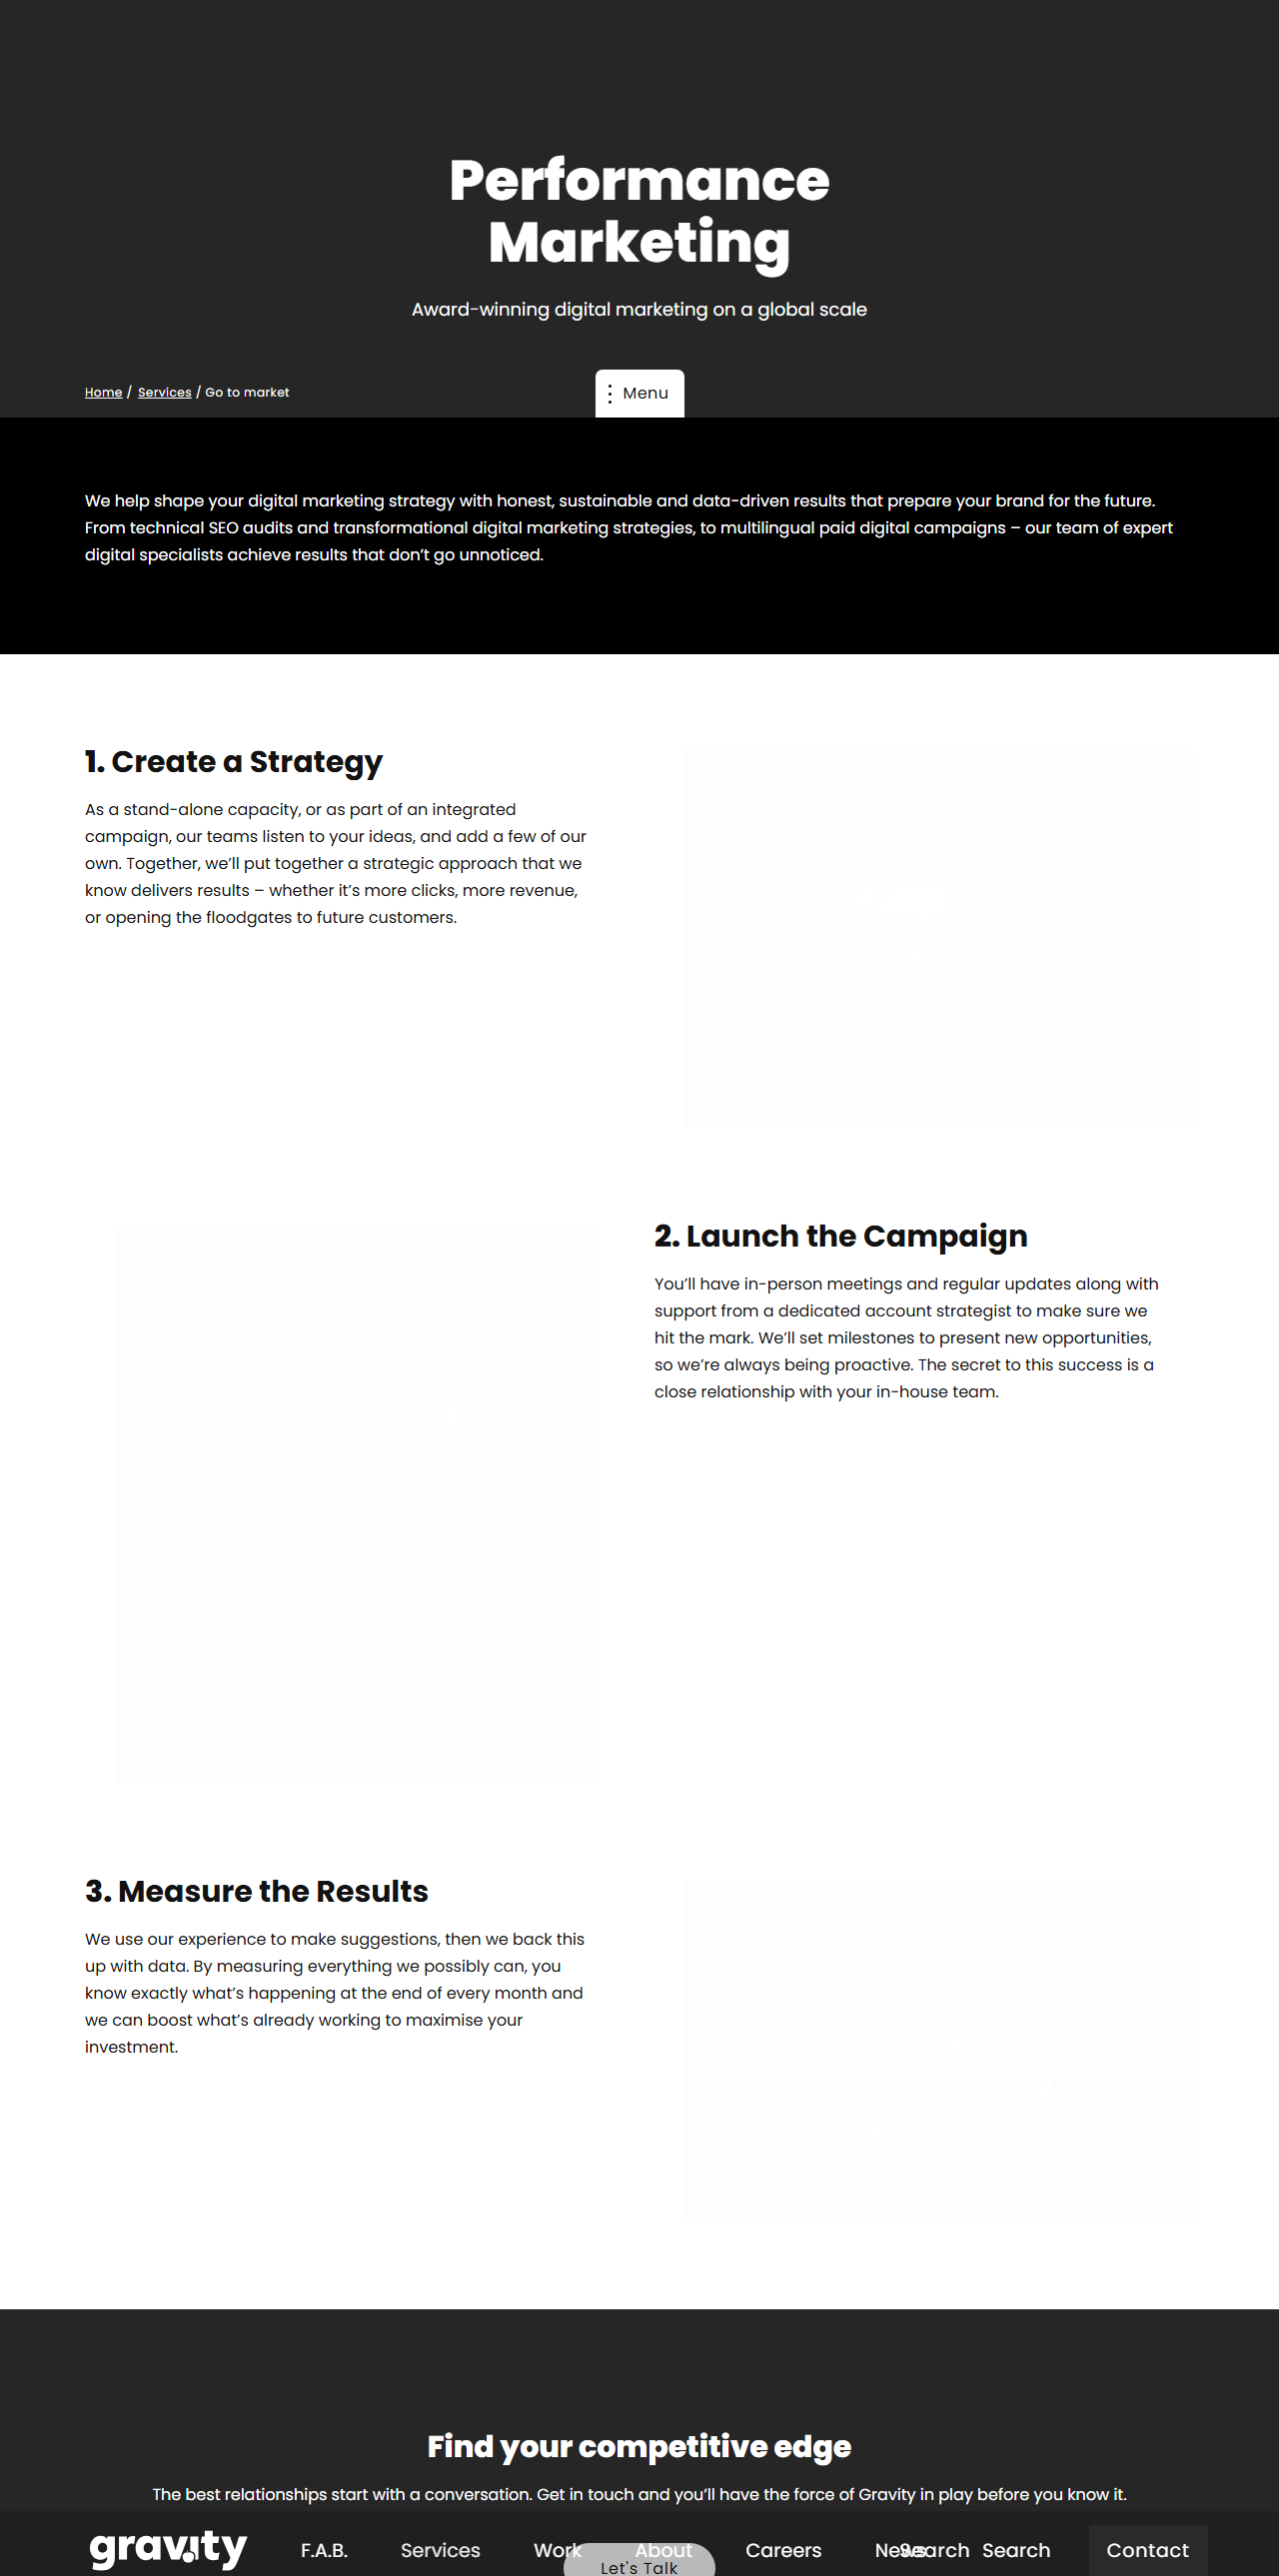 Performance
Marketing
Award-winning digital marketing on a global scale
Home / Services / Go to market
Menu
We help shape your digital marketing strategy with honest, sustainable and data-driven results that prepare your brand for the future.
From technical SEO audits and transformational digital marketing strategies, to multilingual paid digital campaigns – our team of expert
digital specialists achieve results that don’t go unnoticed.
1. Create a Strategy
As a stand-alone capacity, or as part of an integrated
campaign, our teams listen to your ideas, and add a few of our
own. Together, we’ll put together a strategic approach that we
know delivers results – whether it’s more clicks, more revenue,
or opening the floodgates to future customers.
2. Launch the Campaign
You’ll have in-person meetings and regular updates along with
support from a dedicated account strategist to make sure we
hit the mark. We’ll set milestones to present new opportunities,
so we’re always being proactive. The secret to this success is a
close relationship with your in-house team.
3. Measure the Results
We use our experience to make suggestions, then we back this
up with data. By measuring everything we possibly can, you
know exactly what’s happening at the end of every month and
we can boost what’s already working to maximise your
investment.
Find your competitive edge
The best relationships start with a conversation. Get in touch and you’ll have the force of Gravity in play before you know it.
gravity F.A.B. Services Work About Careers News Search Search Contact
Let's Talk